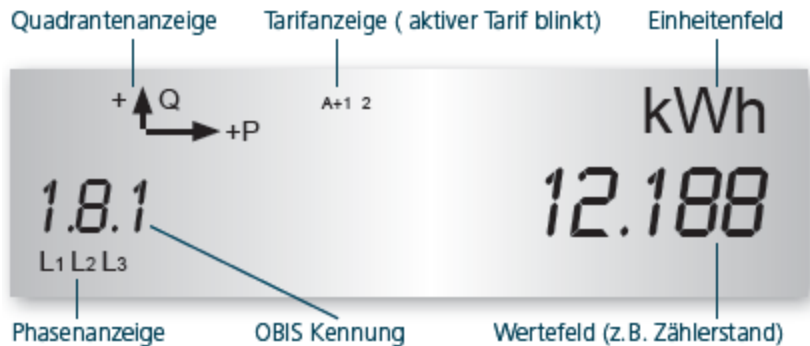 Quadrantenanzeige
Tarifanzeige ( aktiver Tarif blinkt)
Einheitenfeld
+ Q
+P
A+1 2
kWh
1.8.1
12.188
L1 L2 L3
Phasenanzeige
OBIS Kennung
Wertefeld (z.B. Zählerstand)